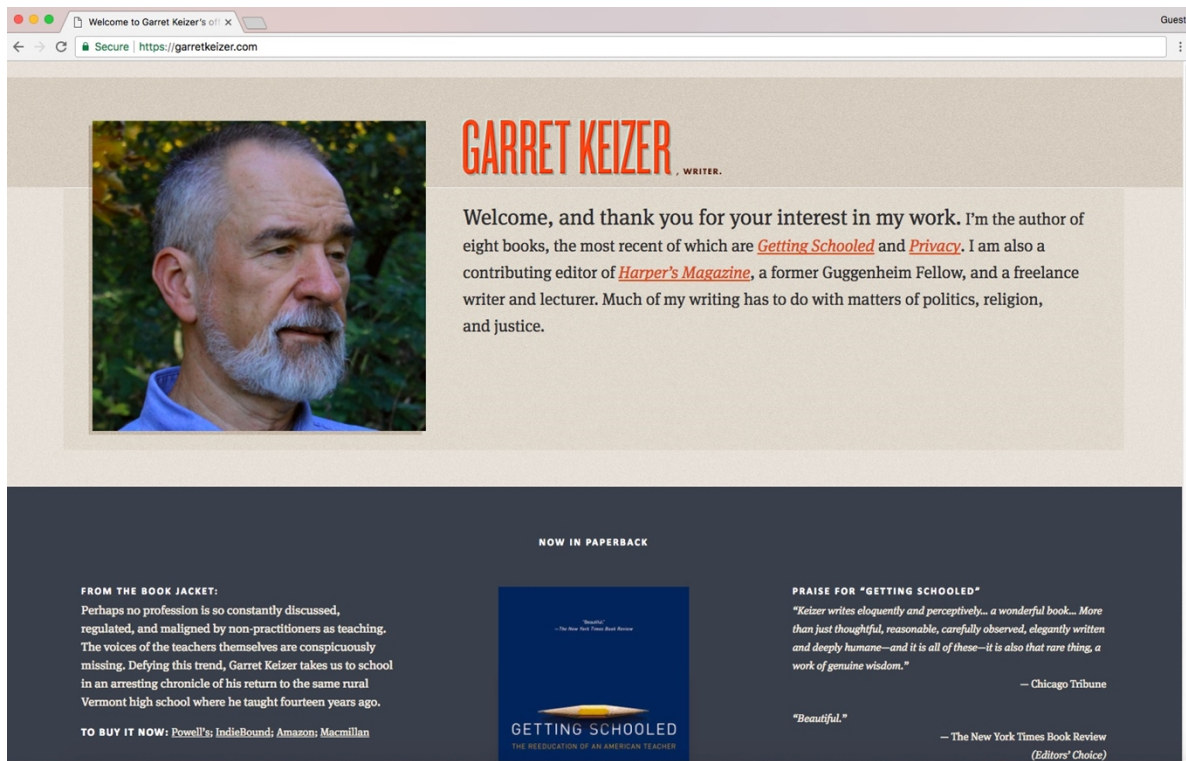 Welcome to Garret Keizer's off
Guest
Secure | https://garretkeizer.com
GARRET KEIZER, WRITER.
Welcome, and thank you for your interest in my work. I'm the author of
eight books, the most recent of which are Getting Schooled and Privacy. I am also a
contributing editor of Harper's Magazine, a former Guggenheim Fellow, and a freelance
writer and lecturer. Much of my writing has to do with matters of politics, religion,
and justice.
NOW IN PAPERBACK
FROM THE BOOK JACKET:
Perhaps no profession is so constantly discussed,
regulated, and maligned by non-practitioners as teaching.
The voices of the teachers themselves are conspicuously
missing. Defying this trend, Garret Keizer takes us to school
in an arresting chronicle of his return to the same rural
Vermont high school where he taught fourteen years ago.
TO BUY IT NOW: Powell's; IndieBound; Amazon; Macmillan
"Beautiful."
—The New York Times Book Review
GETTING SCHOOLED
THE REEDUCATION OF AN AMERICAN TEACHER
PRAISE FOR "GETTING SCHOOLED"
"Keizer writes eloquently and perceptively... a wonderful book... More
than just thoughtful, reasonable, carefully observed, elegantly written
and deeply humane—and it is all of these—it is also that rare thing, a
work of genuine wisdom."
— Chicago Tribune
"Beautiful."
— The New York Times Book Review
(Editors' Choice)